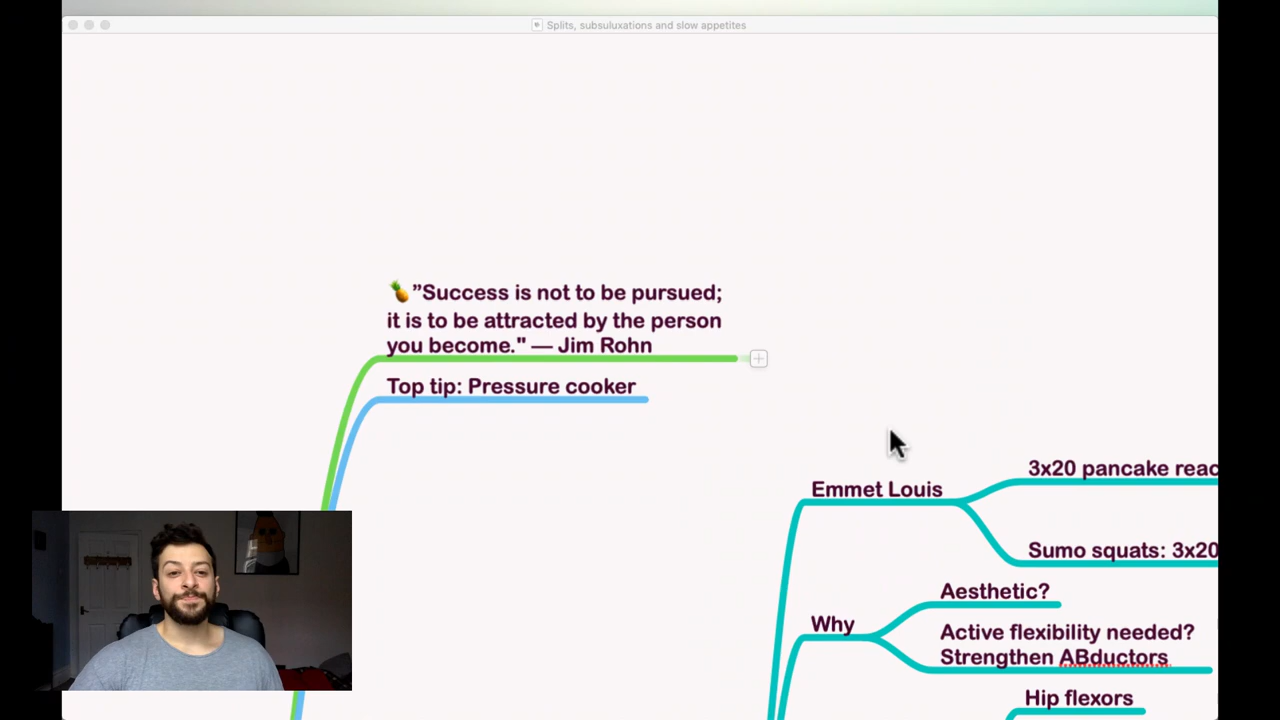 Splits, subsuluxations and slow appetites
🍍"Success is not to be pursued;
it is to be attracted by the person
you become." — Jim Rohn
Top tip: Pressure cooker
Emmet Louis
3x20 pancake reac
Sumo squats: 3x20
Why
Aesthetic?
Active flexibility needed?
Strengthen ABductors
Hip flexors